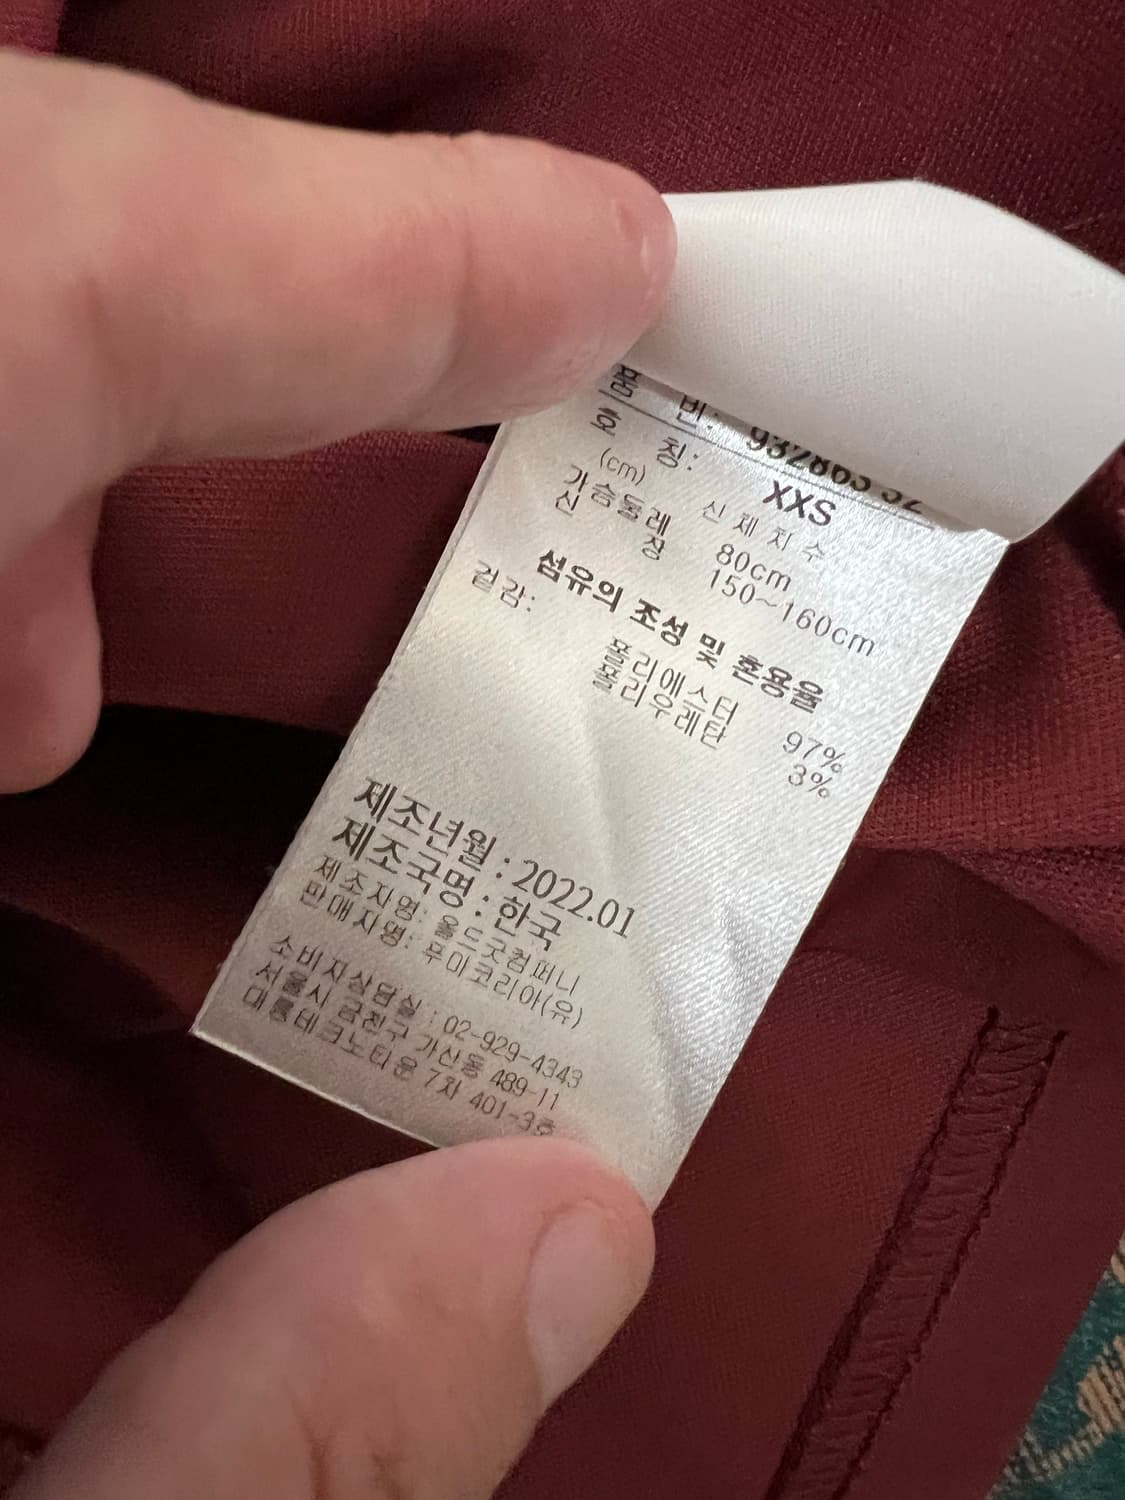 품 번: 932863 52
호 칭: XXS
(cm) 신 체 치 수
가슴둘레 80cm
신 장 150~160cm
섬유의 조성 및 혼용율
겉감:
폴리에스터 97%
폴리우레탄 3%
제조년월 : 2022.01
제조국명 : 한국
제조자명: 올드굿컴퍼니
판매자명: 푸마코리아(유)
소비자상담실 : 02-929-4343
서울시 금천구 가산동 489-11
대륭테크노타운 7차 401-3호